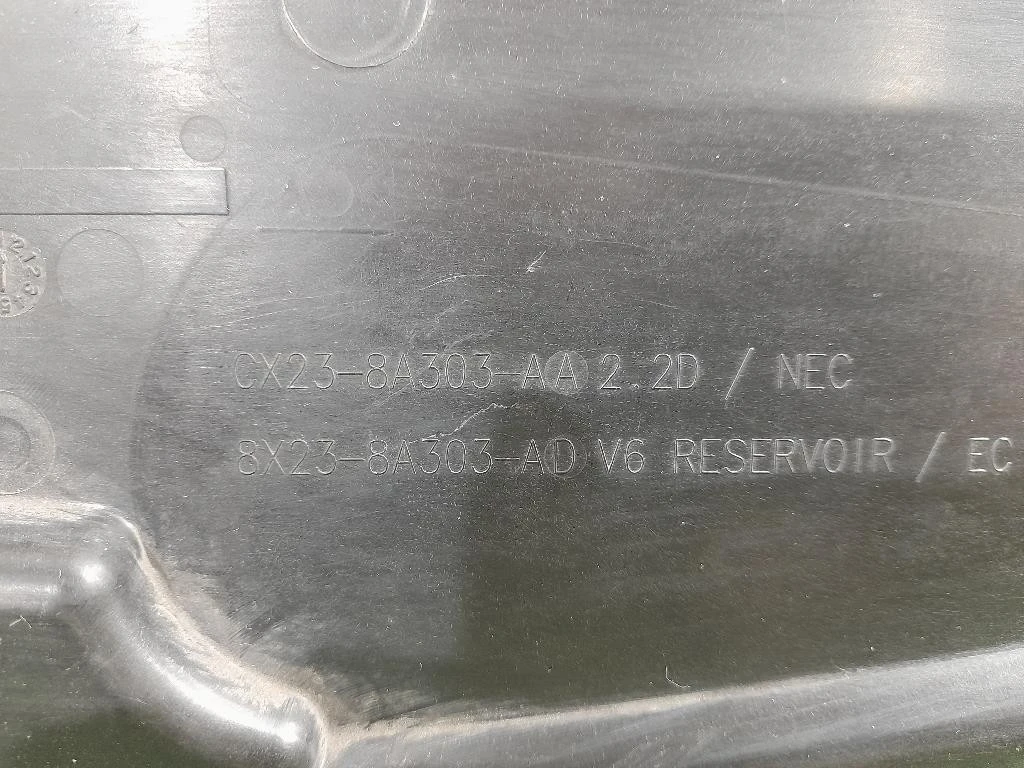 CX23-8A303-AA 2.2D / NEC
8X23-8A303-AD V6 RESERVOIR / EC